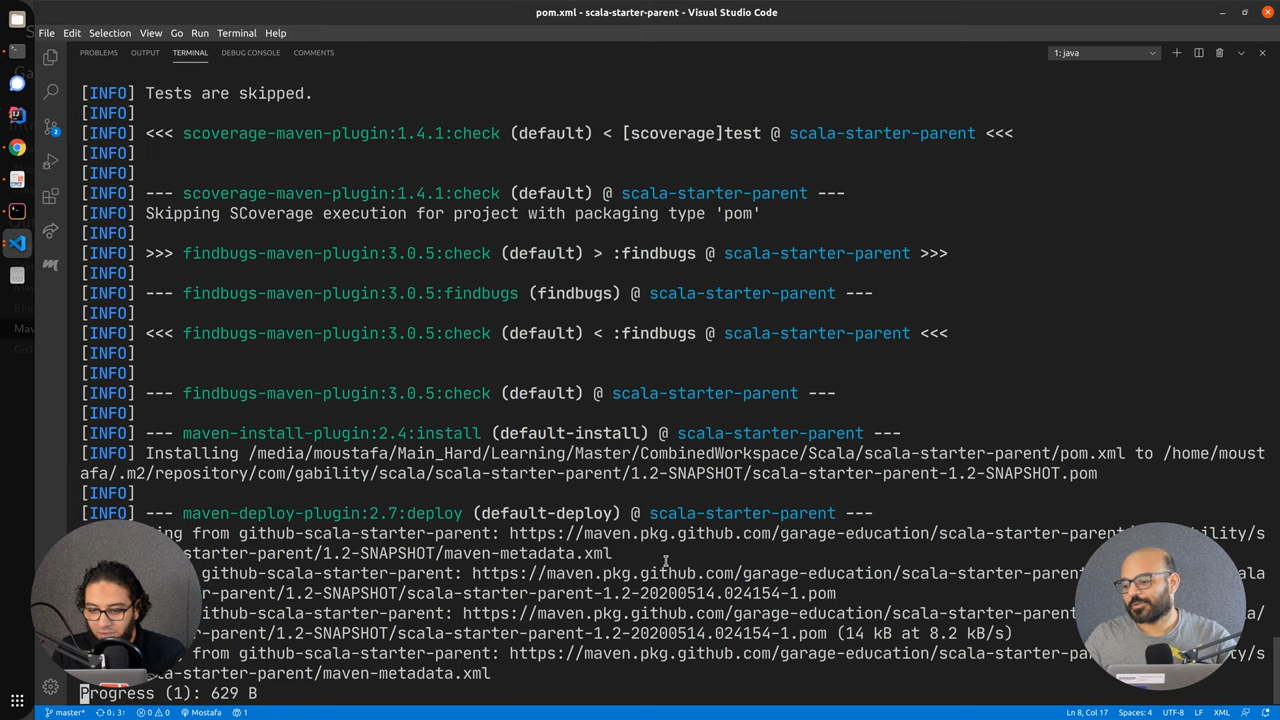 pom.xml - scala-starter-parent - Visual Studio Code
File Edit Selection View Go Run Terminal Help
PROBLEMS OUTPUT TERMINAL DEBUG CONSOLE COMMENTS 1: java
[INFO] Tests are skipped.
[INFO]
[INFO] <<< scoverage-maven-plugin:1.4.1:check (default) < [scoverage]test @ scala-starter-parent <<<
[INFO]
[INFO]
[INFO] --- scoverage-maven-plugin:1.4.1:check (default) @ scala-starter-parent ---
[INFO] Skipping SCoverage execution for project with packaging type 'pom'
[INFO]
[INFO] >>> findbugs-maven-plugin:3.0.5:check (default) > :findbugs @ scala-starter-parent >>>
[INFO]
[INFO] --- findbugs-maven-plugin:3.0.5:findbugs (findbugs) @ scala-starter-parent ---
[INFO]
[INFO] <<< findbugs-maven-plugin:3.0.5:check (default) < :findbugs @ scala-starter-parent <<<
[INFO]
[INFO]
[INFO] --- findbugs-maven-plugin:3.0.5:check (default) @ scala-starter-parent ---
[INFO]
[INFO] --- maven-install-plugin:2.4:install (default-install) @ scala-starter-parent ---
[INFO] Installing /media/moustafa/Main_Hard/Learning/Master/CombinedWorkspace/Scala/scala-starter-parent/pom.xml to /home/moust
afa/.m2/repository/com/gability/scala/scala-starter-parent/1.2-SNAPSHOT/scala-starter-parent-1.2-SNAPSHOT.pom
[INFO]
[INFO] --- maven-deploy-plugin:2.7:deploy (default-deploy) @ scala-starter-parent ---
ing from github-scala-starter-parent: https://maven.pkg.github.com/garage-education/scala-starter-parent/ bility/s
starter-parent/1.2-SNAPSHOT/maven-metadata.xml
github-scala-starter-parent: https://maven.pkg.github.com/garage-education/scala-starter-paren cala
rent/1.2-SNAPSHOT/scala-starter-parent-1.2-20200514.024154-1.pom
github-scala-starter-parent: https://maven.pkg.github.com/garage-education/scala-starter-parent a/
rent/1.2-SNAPSHOT/scala-starter-parent-1.2-20200514.024154-1.pom (14 kB at 8.2 kB/s)
from github-scala-starter-parent: https://maven.pkg.github.com/garage-education/scala-starter-par ity/s
starter-parent/maven-metadata.xml
Progress (1): 629 B
master* 0↓ 3↑ 0 0 Mostafa 1 Ln 8, Col 17 Spaces: 4 UTF-8 LF XML